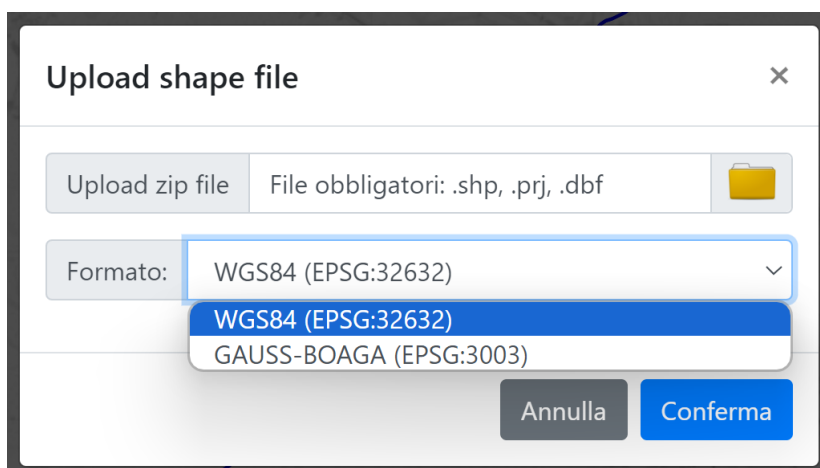 Upload shape file ×
Upload zip file File obbligatori: .shp, .prj, .dbf
Formato: WGS84 (EPSG:32632)
WGS84 (EPSG:32632)
GAUSS-BOAGA (EPSG:3003)
Annulla Conferma